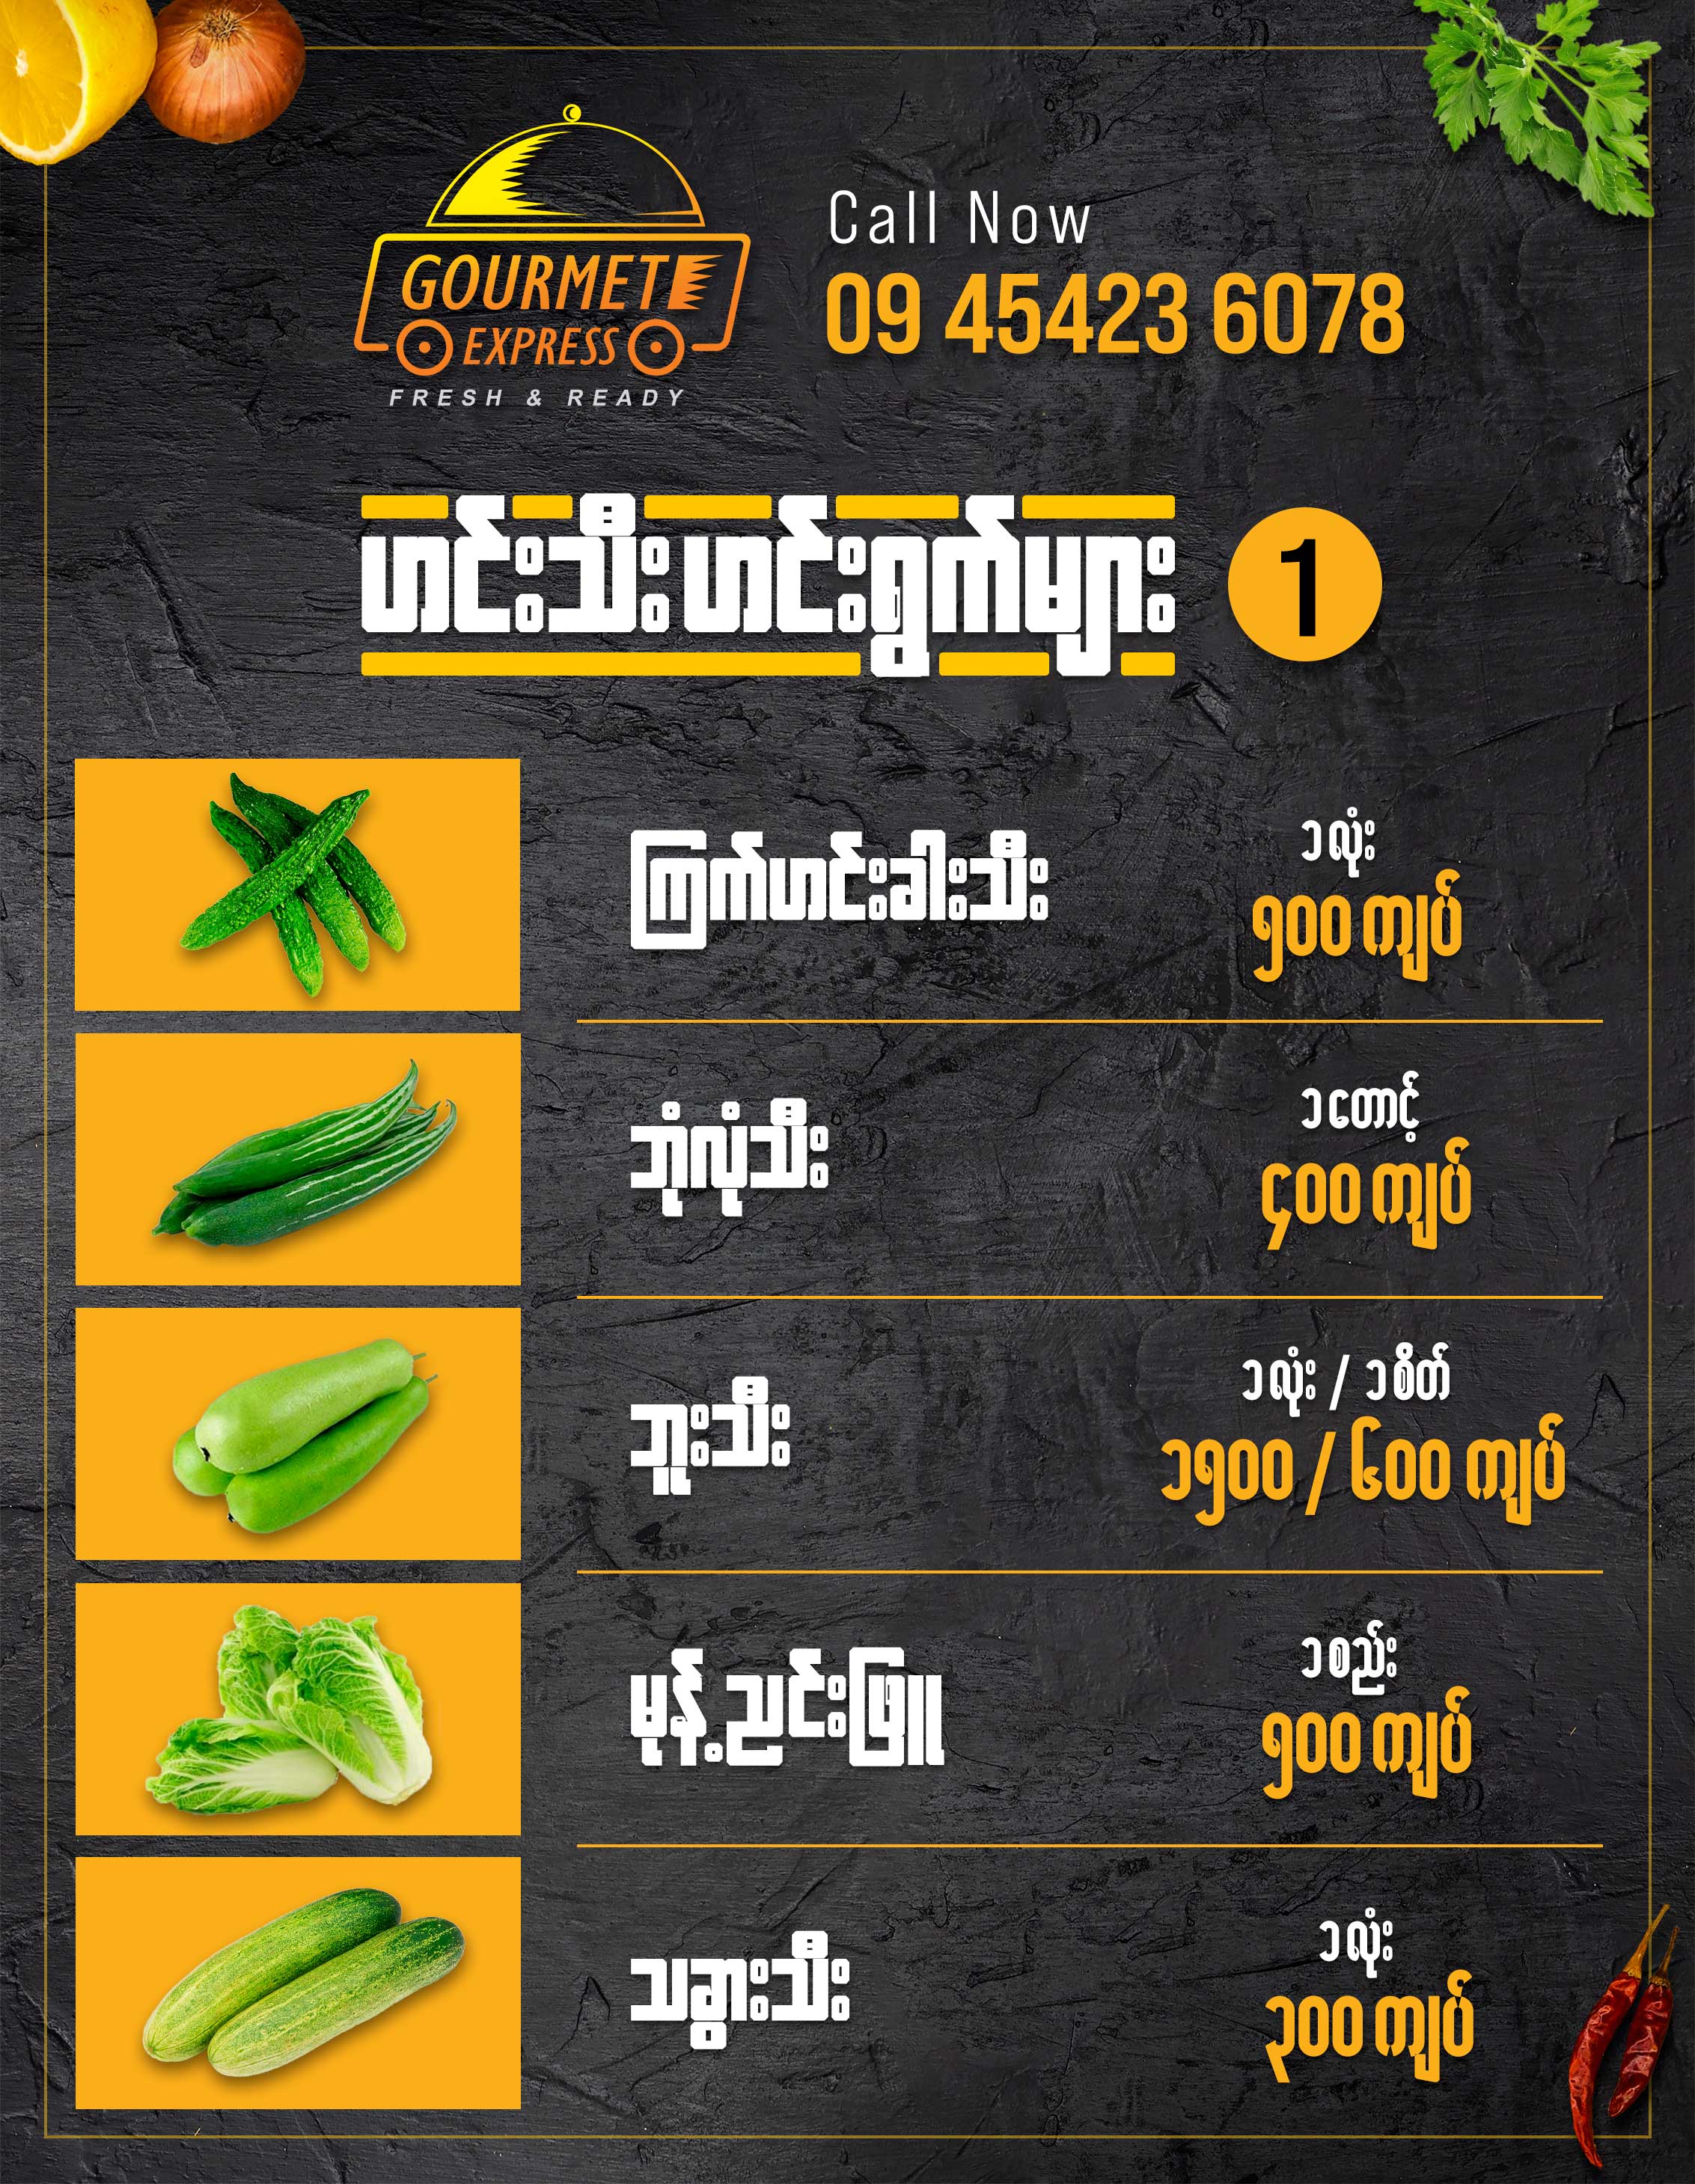 GOURMET
EXPRESS
FRESH & READY
Call Now
09 45423 6078
ဟင်းသီးဟင်းရွက်များ 1
ကြက်ဟင်းခါးသီး
၁ လုံး
၅၀၀ ကျပ်
ဘုံလုံသီး
၁ တောင့်
၄၀၀ ကျပ်
ဘူးသီး
၁ လုံး / ၁ စိတ်
၁၅၀၀ / ၆၀၀ ကျပ်
မုန့်ညင်းဖြူ
၁ စည်း
၅၀၀ ကျပ်
သခွားသီး
၁ လုံး
၃၀၀ ကျပ်